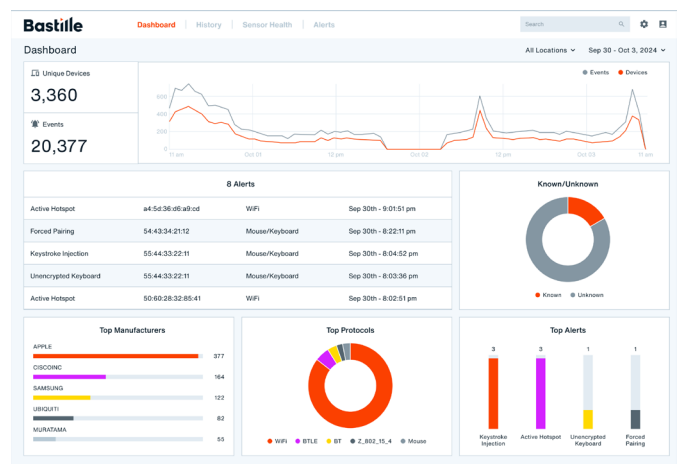 Bastille
Dashboard | History | Sensor Health | Alerts
Search
Dashboard
All Locations
Sep 30 - Oct 3, 2024
Unique Devices
3,360
Events
20,377
Events Devices
600
400
200
0
11 pm Oct 01 12 pm Oct 02 12 pm Oct 03 11 pm
8 Alerts
Active Hotspot a4:5d:36:d6:a9:cd WiFi Sep 30th - 9:01:51 pm
Forced Pairing 54:43:34:21:12 Mouse/Keyboard Sep 30th - 8:22:11 pm
Keystroke Injection 55:44:33:22:11 Mouse/Keyboard Sep 30th - 8:04:52 pm
Unencrypted Keyboard 55:44:33:22:11 Mouse/Keyboard Sep 30th - 8:03:36 pm
Active Hotspot 50:60:28:32:85:41 WiFi Sep 30th - 8:02:51 pm
Known/Unknown
Known Unknown
Top Manufacturers
APPLE
377
CISCOINC
164
SAMSUNG
122
UBIQUITI
82
MURATAMA
55
Top Protocols
WiFi BTLE BT Z_802_15_4 Mouse
Top Alerts
3 3 1 1
Keystroke Injection
Active Hotspot
Unencrypted Keyboard
Forced Pairing